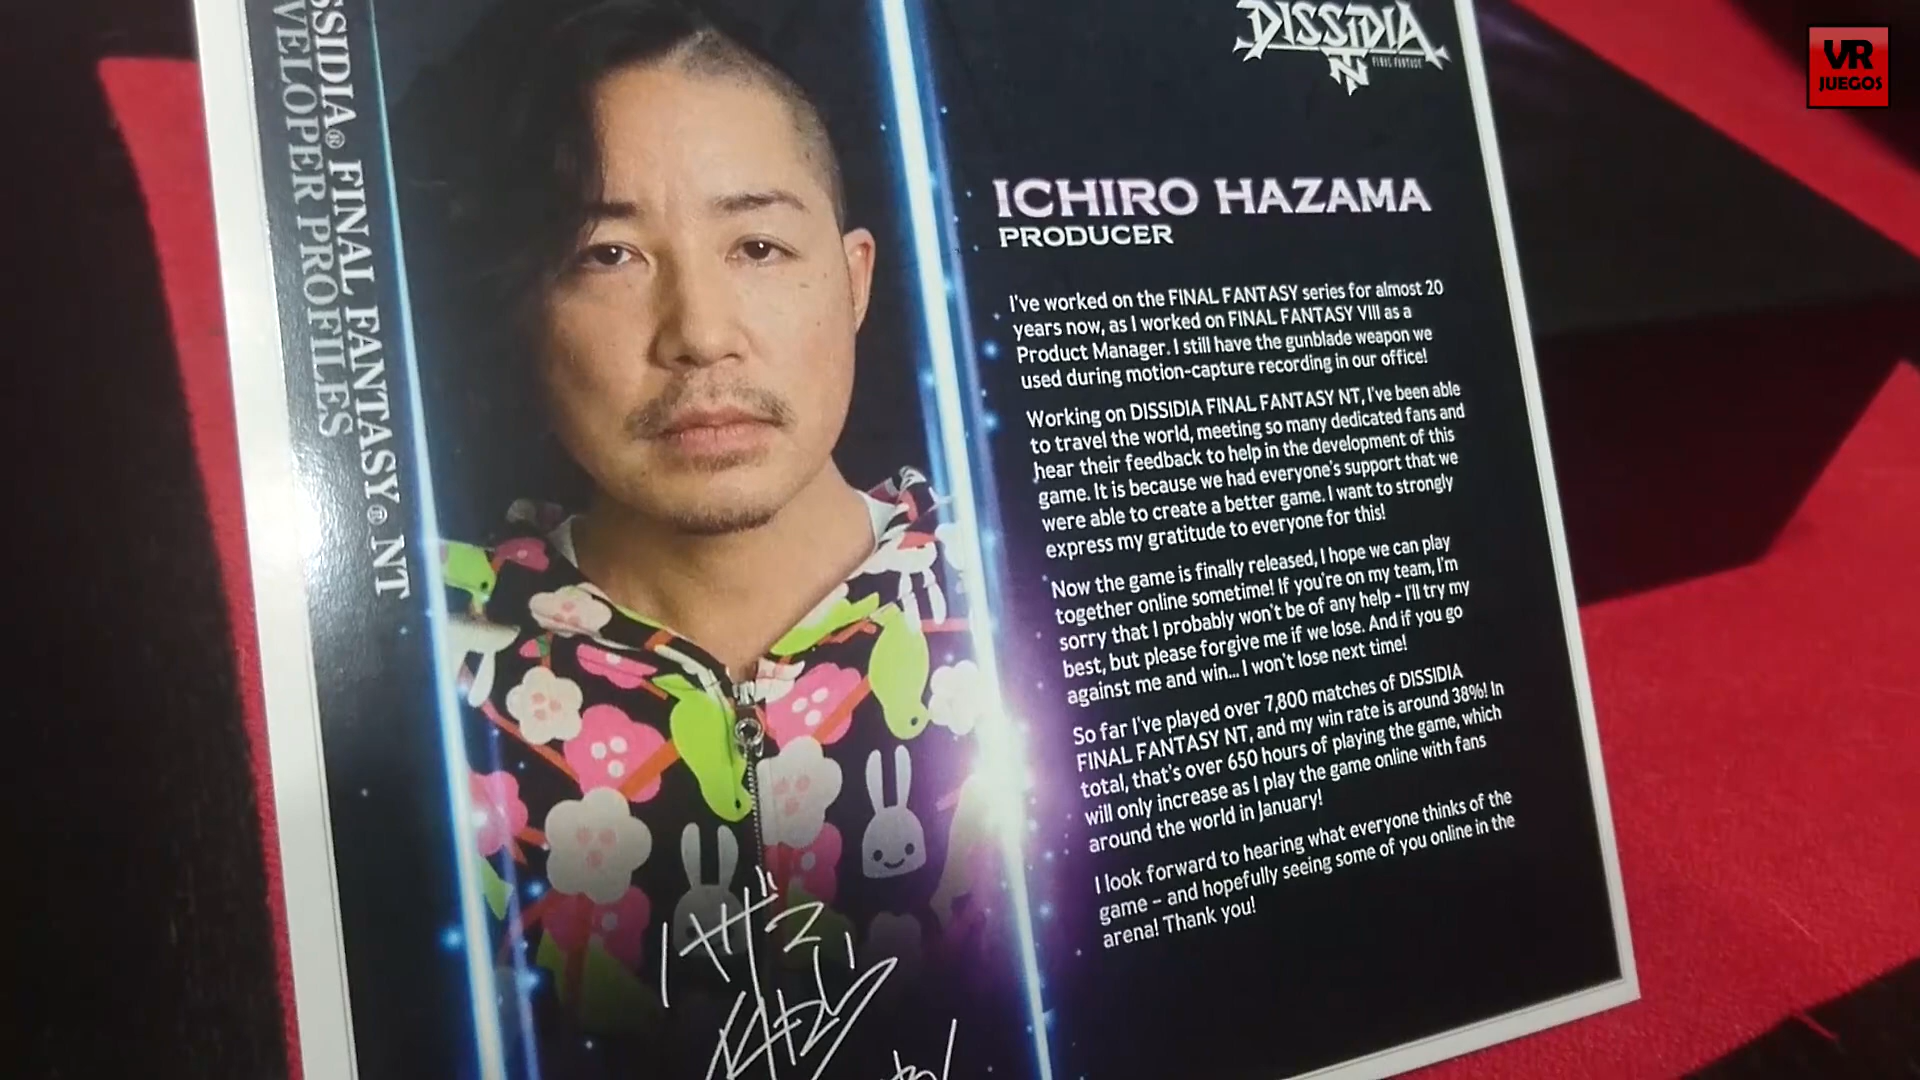 VR
JUEGOS
DISSIDIA
NT
FINAL FANTASY
SSIDIA® FINAL FANTASY® NT
VELOPER PROFILES
ICHIRO HAZAMA
PRODUCER
I've worked on the FINAL FANTASY series for almost 20
years now, as I worked on FINAL FANTASY VIII as a
Product Manager. I still have the gunblade weapon we
used during motion-capture recording in our office!
Working on DISSIDIA FINAL FANTASY NT, I've been able
to travel the world, meeting so many dedicated fans and
hear their feedback to help in the development of this
game. It is because we had everyone's support that we
were able to create a better game. I want to strongly
express my gratitude to everyone for this!
Now the game is finally released, I hope we can play
together online sometime! If you're on my team, I'm
sorry that I probably won't be of any help - I'll try my
best, but please forgive me if we lose. And if you go
against me and win... I won't lose next time!
So far I've played over 7,800 matches of DISSIDIA
FINAL FANTASY NT, and my win rate is around 38%! In
total, that's over 650 hours of playing the game, which
will only increase as I play the game online with fans
around the world in January!
I look forward to hearing what everyone thinks of the
game – and hopefully seeing some of you online in the
arena! Thank you!
ハザマ